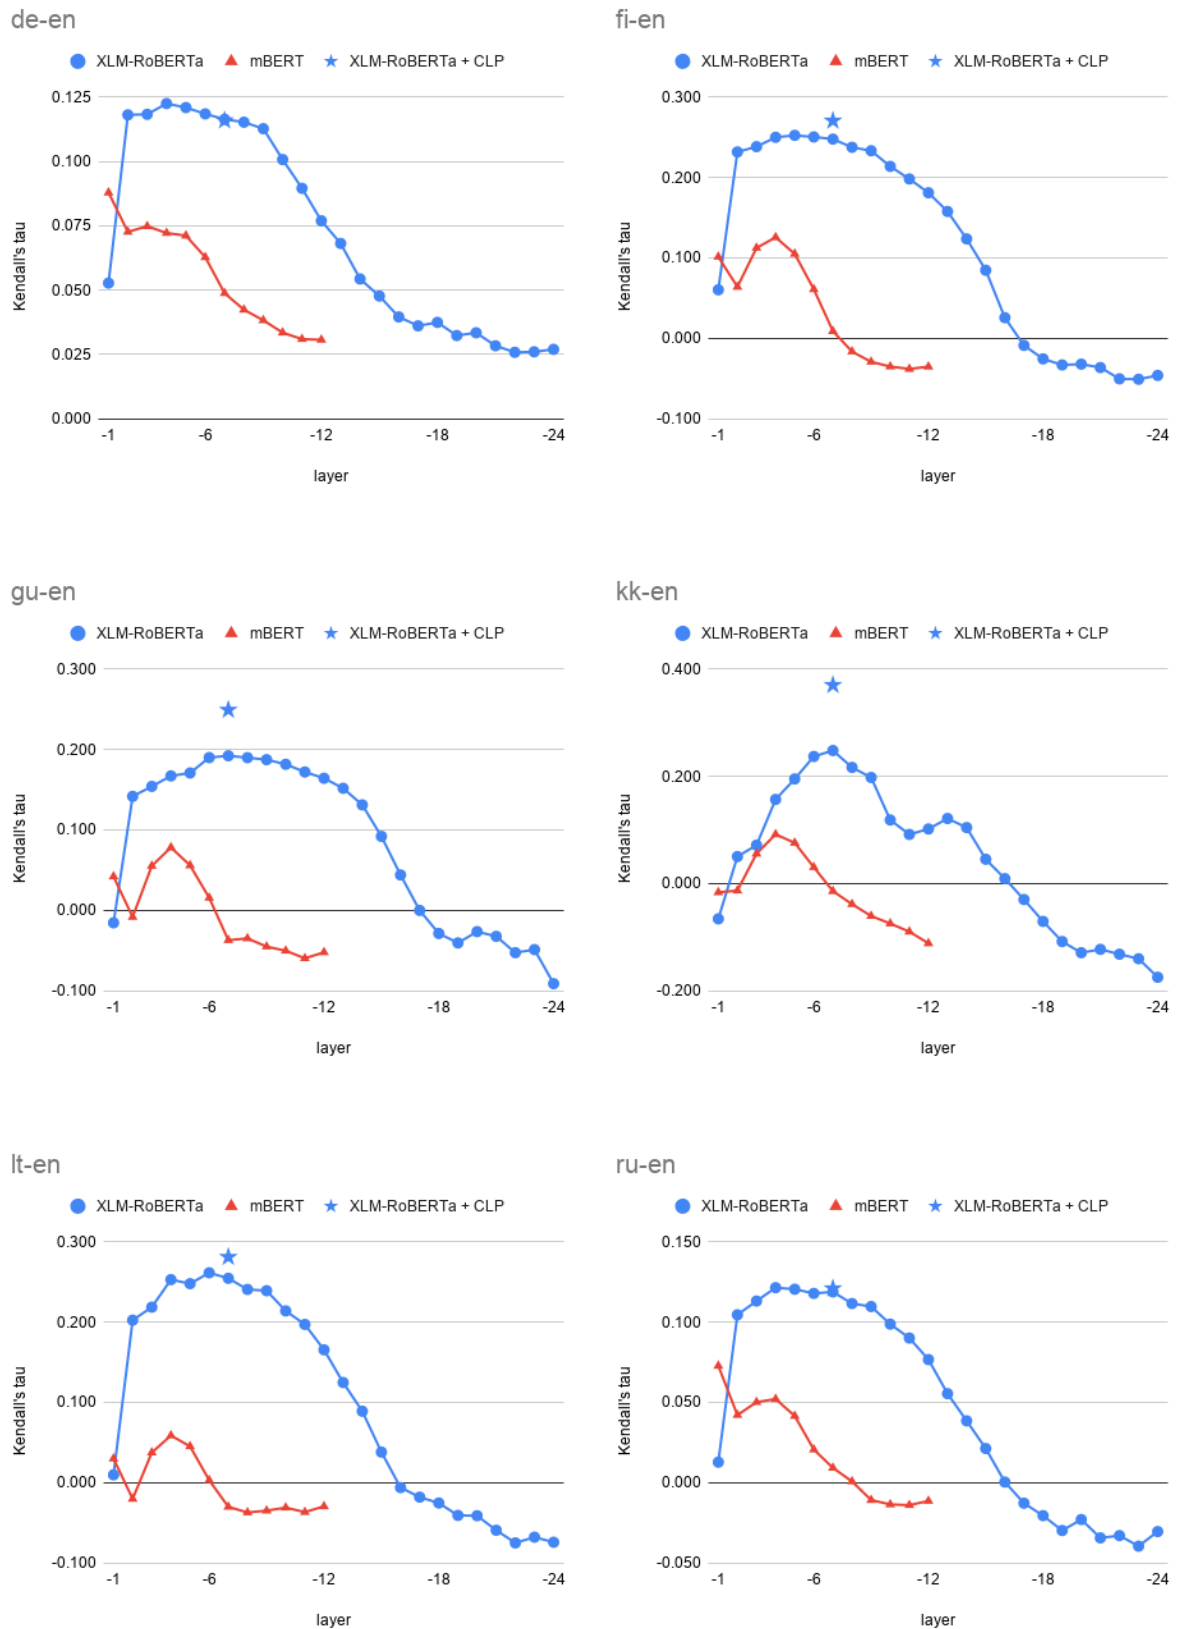 de-en
XLM-RoBERTa mBERT XLM-RoBERTa + CLP
Kendall's tau
0.125
0.100
0.075
0.050
0.025
0.000
-1 -6 -12 -18 -24
layer
fi-en
XLM-RoBERTa mBERT XLM-RoBERTa + CLP
Kendall's tau
0.300
0.200
0.100
0.000
-0.100
-1 -6 -12 -18 -24
layer
gu-en
XLM-RoBERTa mBERT XLM-RoBERTa + CLP
Kendall's tau
0.300
0.200
0.100
0.000
-0.100
-1 -6 -12 -18 -24
layer
kk-en
XLM-RoBERTa mBERT XLM-RoBERTa + CLP
Kendall's tau
0.400
0.200
0.000
-0.200
-1 -6 -12 -18 -24
layer
lt-en
XLM-RoBERTa mBERT XLM-RoBERTa + CLP
Kendall's tau
0.300
0.200
0.100
0.000
-0.100
-1 -6 -12 -18 -24
layer
ru-en
XLM-RoBERTa mBERT XLM-RoBERTa + CLP
Kendall's tau
0.150
0.100
0.050
0.000
-0.050
-1 -6 -12 -18 -24
layer